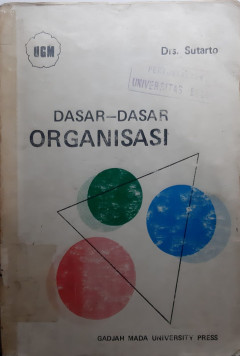 UGM
Drs. Sutarto
UNIVERSITAS
DASAR-DASAR
ORGANISASI
GADJAH MADA UNIVERSITY PRESS